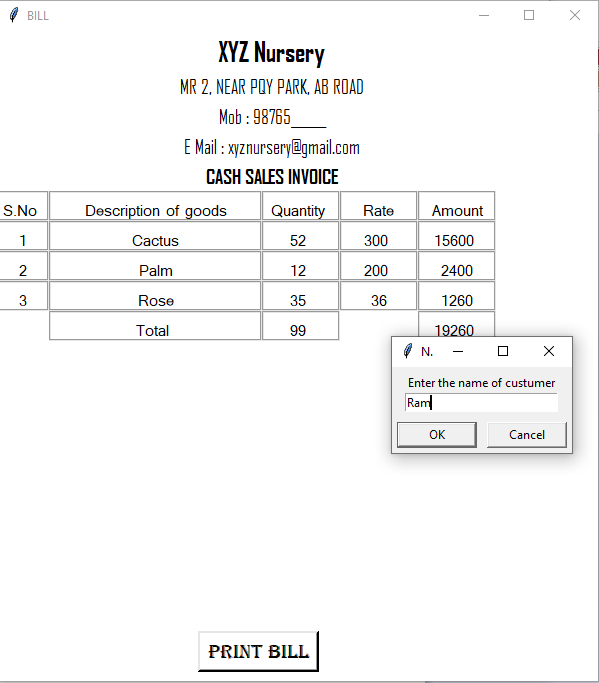 BILL
XYZ Nursery
MR 2, NEAR PQY PARK, AB ROAD
Mob : 98765_____
E Mail : xyznursery@gmail.com
CASH SALES INVOICE
S.No Description of goods Quantity Rate Amount
1 Cactus 52 300 15600
2 Palm 12 200 2400
3 Rose 35 36 1260
Total 99 19260
N.
Enter the name of custumer
Ram
OK Cancel
PRINT BILL